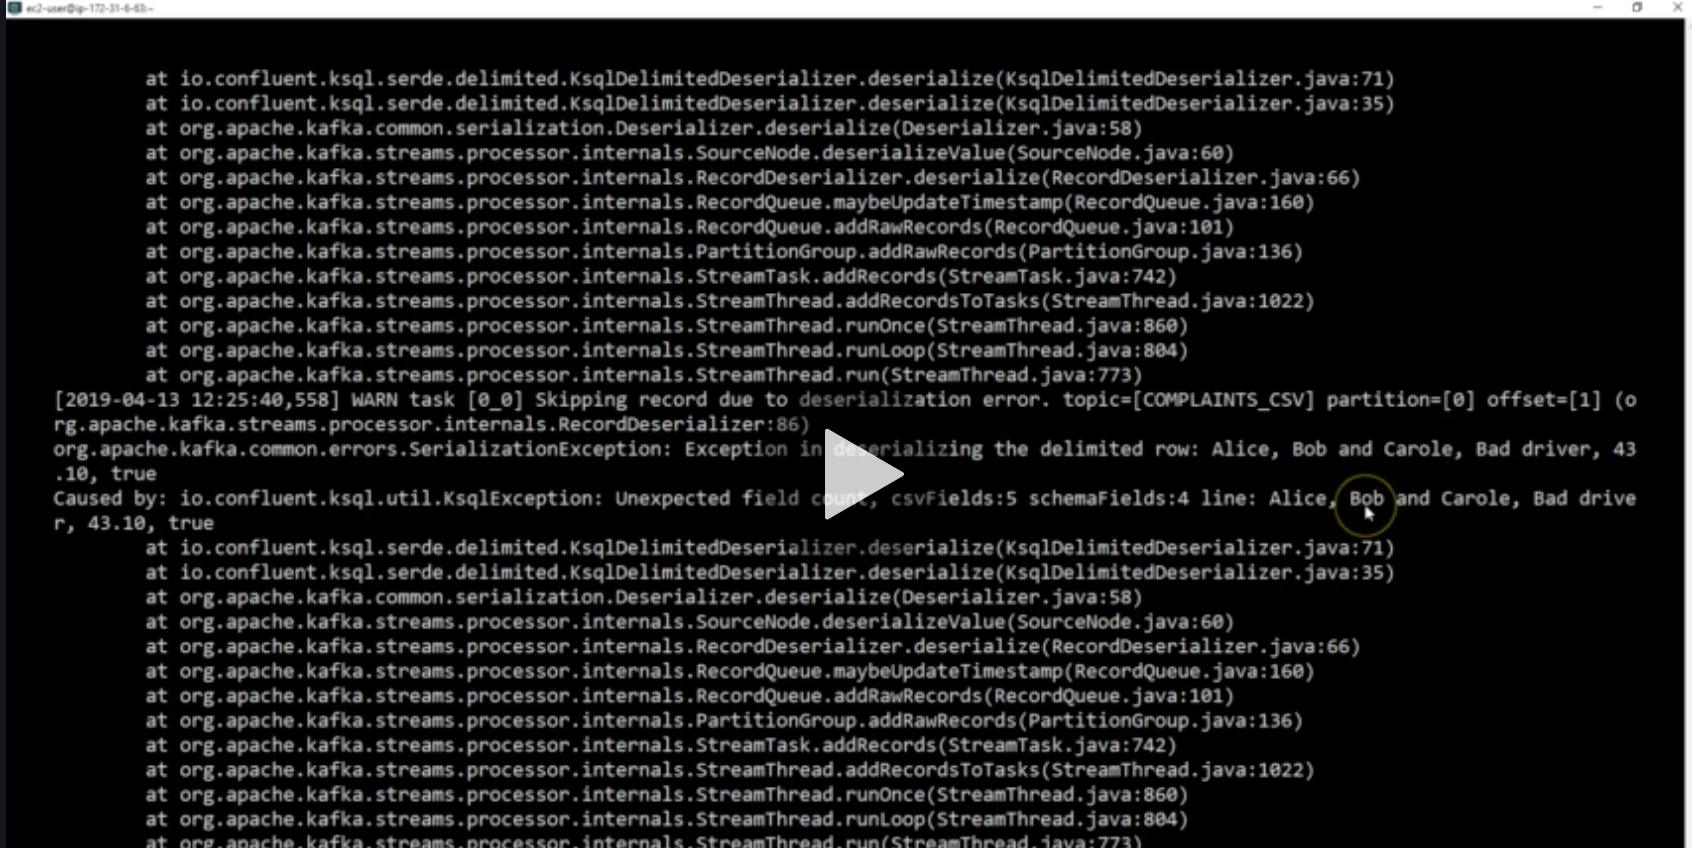 ec2-user@ip-172-31-6-63:~
at io.confluent.ksql.serde.delimited.KsqlDelimitedDeserializer.deserialize(KsqlDelimitedDeserializer.java:71)
at io.confluent.ksql.serde.delimited.KsqlDelimitedDeserializer.deserialize(KsqlDelimitedDeserializer.java:35)
at org.apache.kafka.common.serialization.Deserializer.deserialize(Deserializer.java:58)
at org.apache.kafka.streams.processor.internals.SourceNode.deserializeValue(SourceNode.java:60)
at org.apache.kafka.streams.processor.internals.RecordDeserializer.deserialize(RecordDeserializer.java:66)
at org.apache.kafka.streams.processor.internals.RecordQueue.maybeUpdateTimestamp(RecordQueue.java:160)
at org.apache.kafka.streams.processor.internals.RecordQueue.addRawRecords(RecordQueue.java:101)
at org.apache.kafka.streams.processor.internals.PartitionGroup.addRawRecords(PartitionGroup.java:136)
at org.apache.kafka.streams.processor.internals.StreamTask.addRecords(StreamTask.java:742)
at org.apache.kafka.streams.processor.internals.StreamThread.addRecordsToTasks(StreamThread.java:1022)
at org.apache.kafka.streams.processor.internals.StreamThread.runOnce(StreamThread.java:860)
at org.apache.kafka.streams.processor.internals.StreamThread.runLoop(StreamThread.java:804)
at org.apache.kafka.streams.processor.internals.StreamThread.run(StreamThread.java:773)
[2019-04-13 12:25:40,558] WARN task [0_0] Skipping record due to deserialization error. topic=[COMPLAINTS_CSV] partition=[0] offset=[1] (o
rg.apache.kafka.streams.processor.internals.RecordDeserializer:86)
org.apache.kafka.common.errors.SerializationException: Exception in deserializing the delimited row: Alice, Bob and Carole, Bad driver, 43
.10, true
Caused by: io.confluent.ksql.util.KsqlException: Unexpected field count, csvFields:5 schemaFields:4 line: Alice, Bob and Carole, Bad drive
r, 43.10, true
at io.confluent.ksql.serde.delimited.KsqlDelimitedDeserializer.deserialize(KsqlDelimitedDeserializer.java:71)
at io.confluent.ksql.serde.delimited.KsqlDelimitedDeserializer.deserialize(KsqlDelimitedDeserializer.java:35)
at org.apache.kafka.common.serialization.Deserializer.deserialize(Deserializer.java:58)
at org.apache.kafka.streams.processor.internals.SourceNode.deserializeValue(SourceNode.java:60)
at org.apache.kafka.streams.processor.internals.RecordDeserializer.deserialize(RecordDeserializer.java:66)
at org.apache.kafka.streams.processor.internals.RecordQueue.maybeUpdateTimestamp(RecordQueue.java:160)
at org.apache.kafka.streams.processor.internals.RecordQueue.addRawRecords(RecordQueue.java:101)
at org.apache.kafka.streams.processor.internals.PartitionGroup.addRawRecords(PartitionGroup.java:136)
at org.apache.kafka.streams.processor.internals.StreamTask.addRecords(StreamTask.java:742)
at org.apache.kafka.streams.processor.internals.StreamThread.addRecordsToTasks(StreamThread.java:1022)
at org.apache.kafka.streams.processor.internals.StreamThread.runOnce(StreamThread.java:860)
at org.apache.kafka.streams.processor.internals.StreamThread.runLoop(StreamThread.java:804)
at org.apache.kafka.streams.processor.internals.StreamThread.run(StreamThread.java:773)